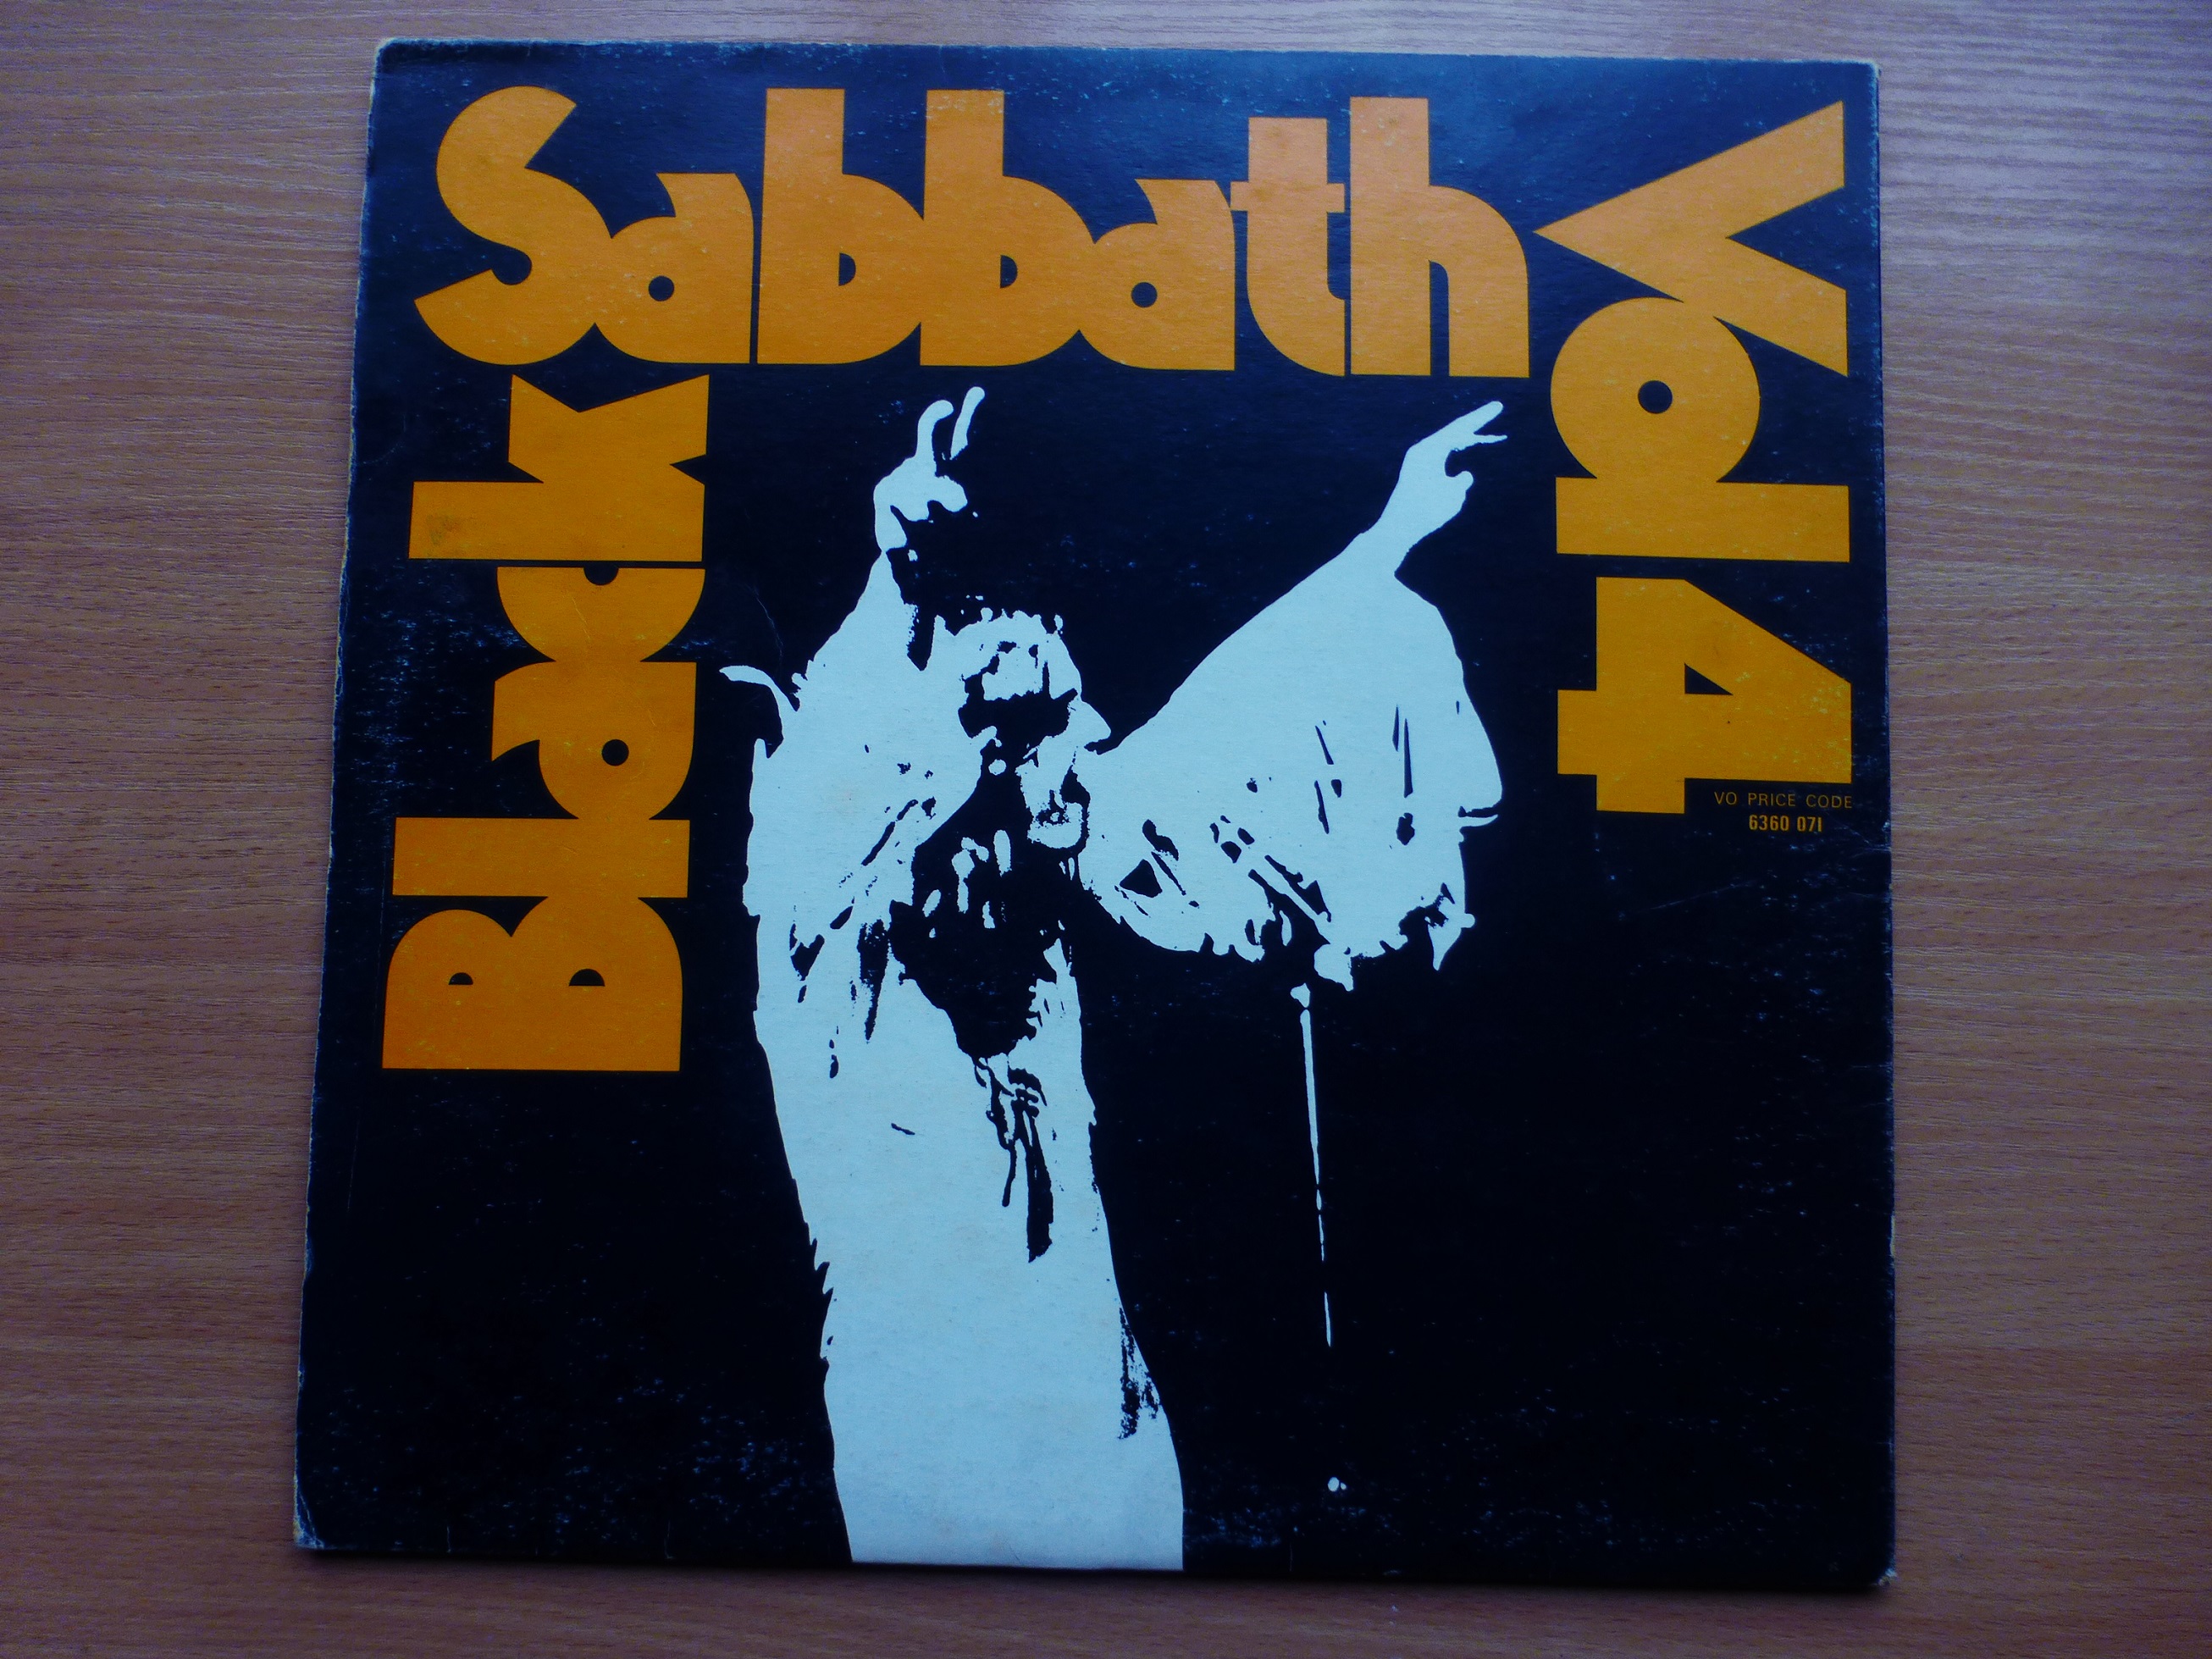 Black
Sabbath
Vol 4
VO PRICE CODE
6360 071